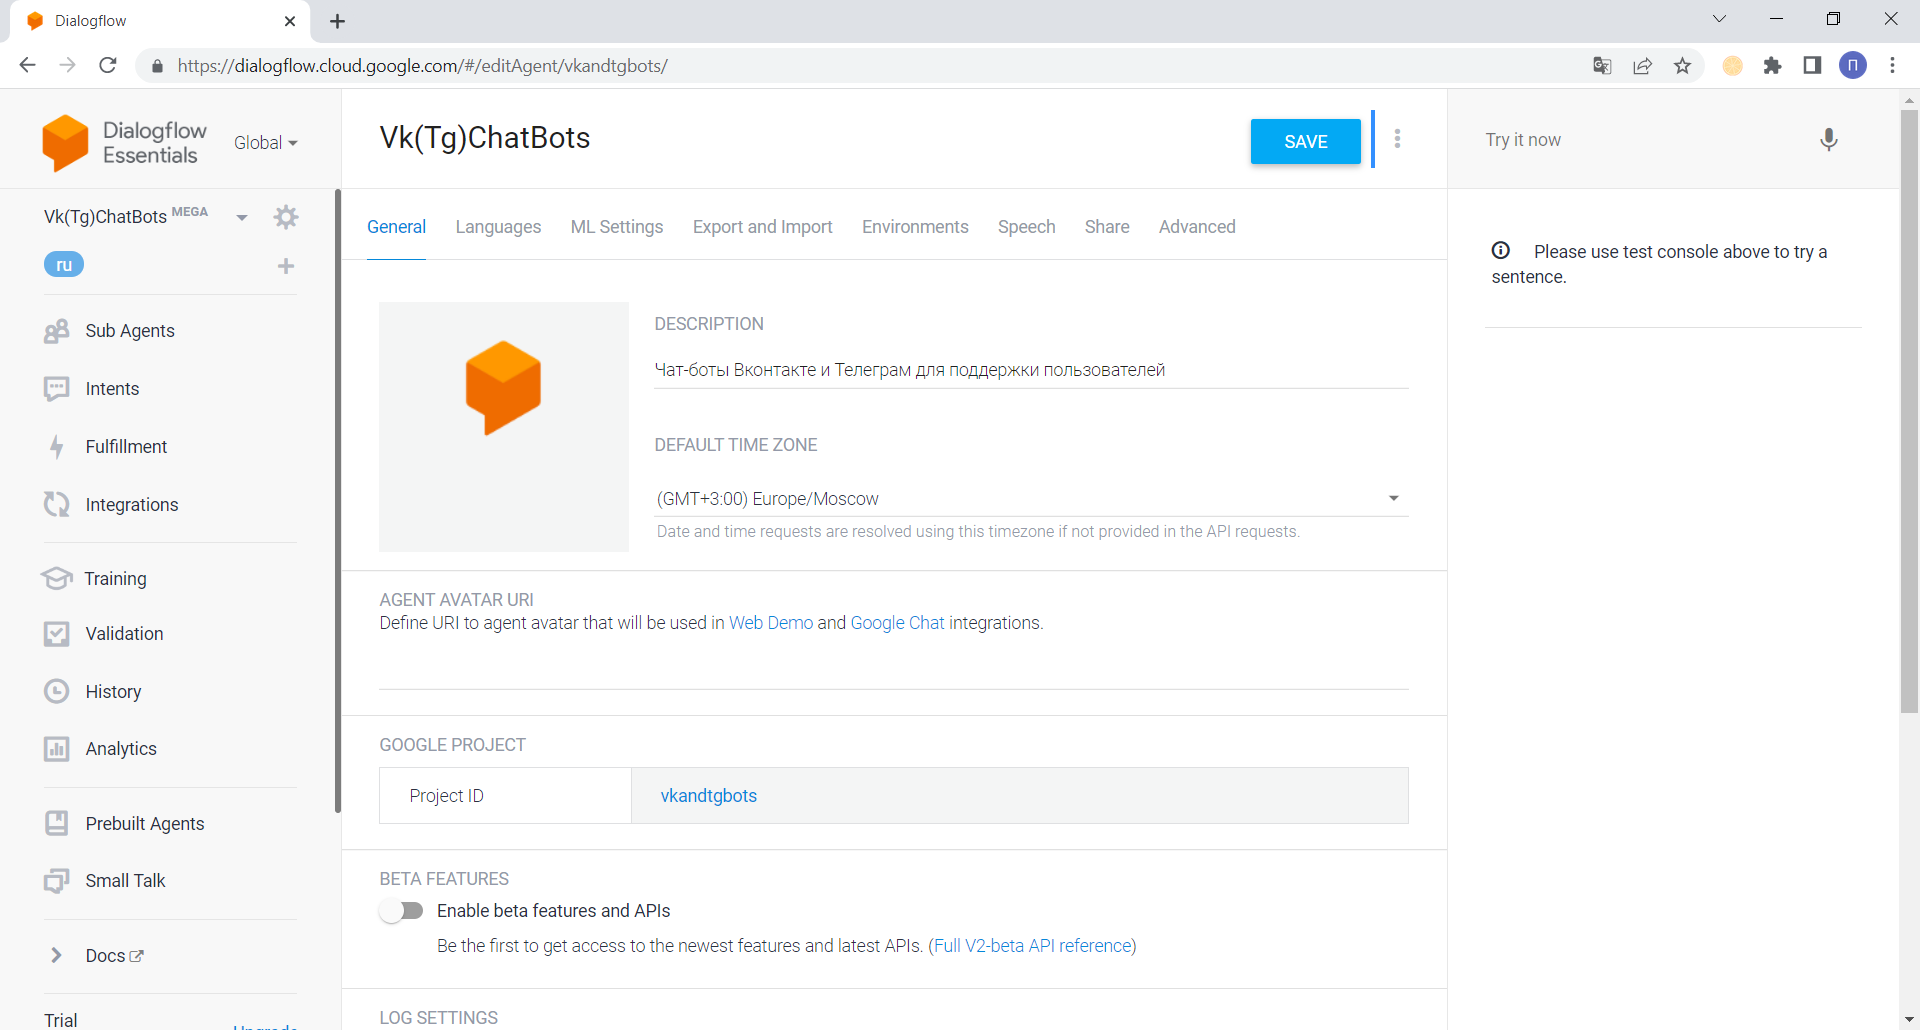 Dialogflow
https://dialogflow.cloud.google.com/#/editAgent/vkandtgbots/
П
Dialogflow
Essentials
Global
Vk(Tg)ChatBots
SAVE
Try it now
Vk(Tg)ChatBots MEGA
ru
Sub Agents
Intents
Fulfillment
Integrations
Training
Validation
History
Analytics
Prebuilt Agents
Small Talk
Docs
Trial
Upgrade
General Languages ML Settings Export and Import Environments Speech Share Advanced
DESCRIPTION
Чат-боты Вконтакте и Телеграм для поддержки пользователей
DEFAULT TIME ZONE
(GMT+3:00) Europe/Moscow
Date and time requests are resolved using this timezone if not provided in the API requests.
AGENT AVATAR URI
Define URI to agent avatar that will be used in Web Demo and Google Chat integrations.
GOOGLE PROJECT
Project ID vkandtgbots
BETA FEATURES
Enable beta features and APIs
Be the first to get access to the newest features and latest APIs. (Full V2-beta API reference)
LOG SETTINGS
Please use test console above to try a
sentence.